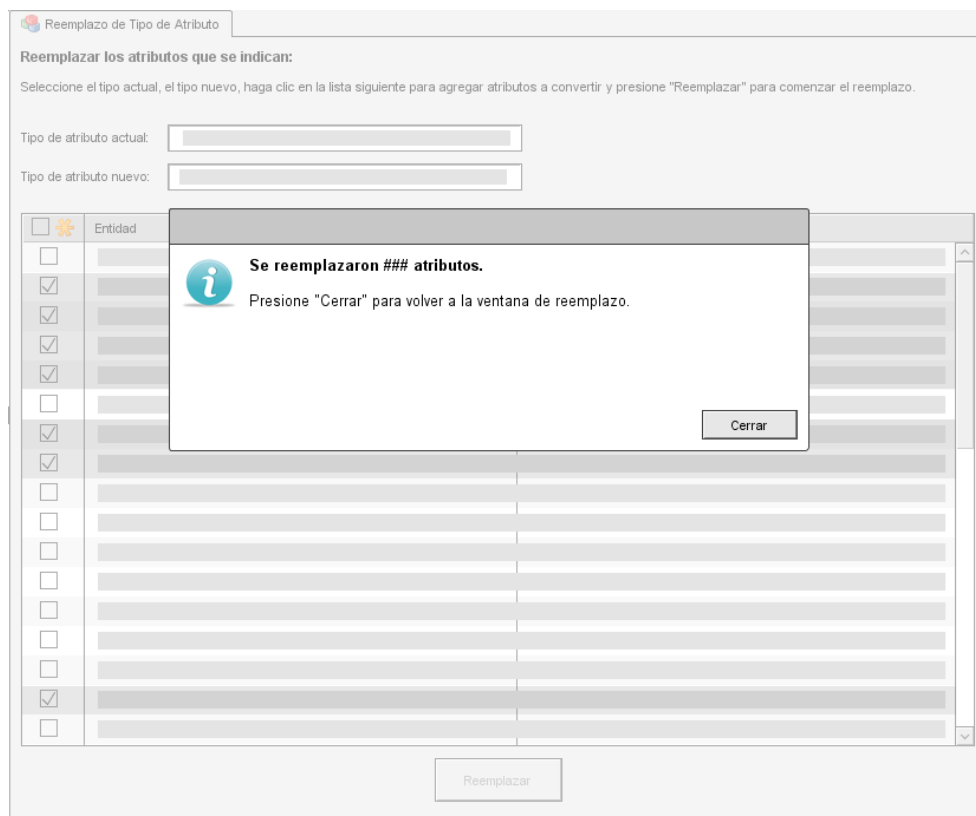 Reemplazo de Tipo de Atributo
Reemplazar los atributos que se indican:
Seleccione el tipo actual, el tipo nuevo, haga clic en la lista siguiente para agregar atributos a convertir y presione "Reemplazar" para comenzar el reemplazo.
Tipo de atributo actual:
Tipo de atributo nuevo:
Entidad
Se reemplazaron ### atributos.
Presione "Cerrar" para volver a la ventana de reemplazo.
Cerrar
Reemplazar